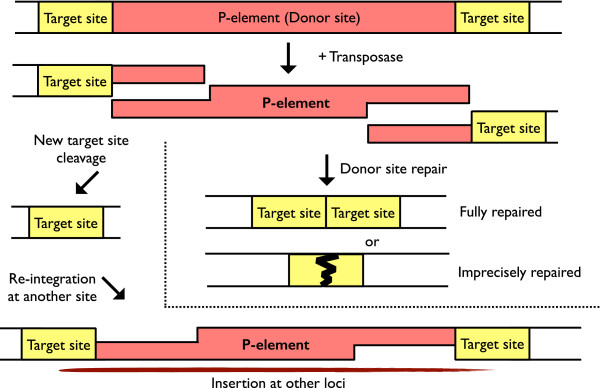 Target site P-element (Donor site) Target site
+ Transposase
Target site
P-element
Target site
New target site
cleavage
Donor site repair
Target site
Target site Target site
Fully repaired
or
Imprecisely repaired
Re-integration
at another site
Target site P-element Target site
Insertion at other loci